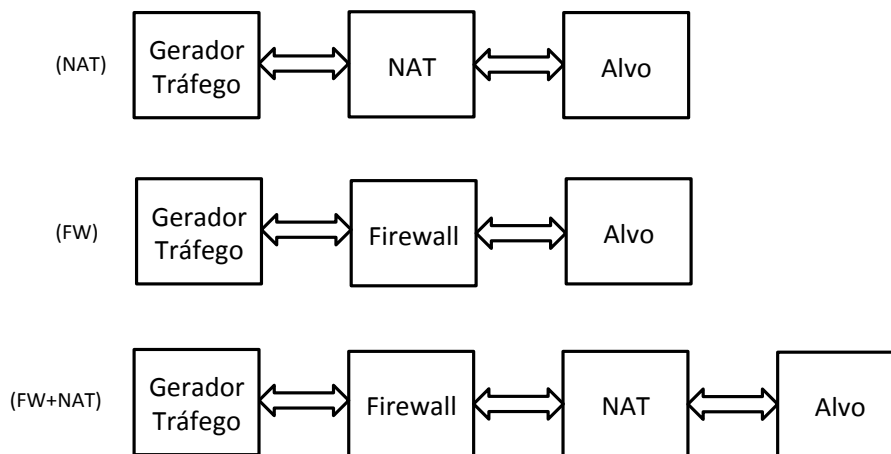 (NAT)
Gerador
Tráfego
NAT
Alvo
(FW)
Gerador
Tráfego
Firewall
Alvo
(FW+NAT)
Gerador
Tráfego
Firewall
NAT
Alvo